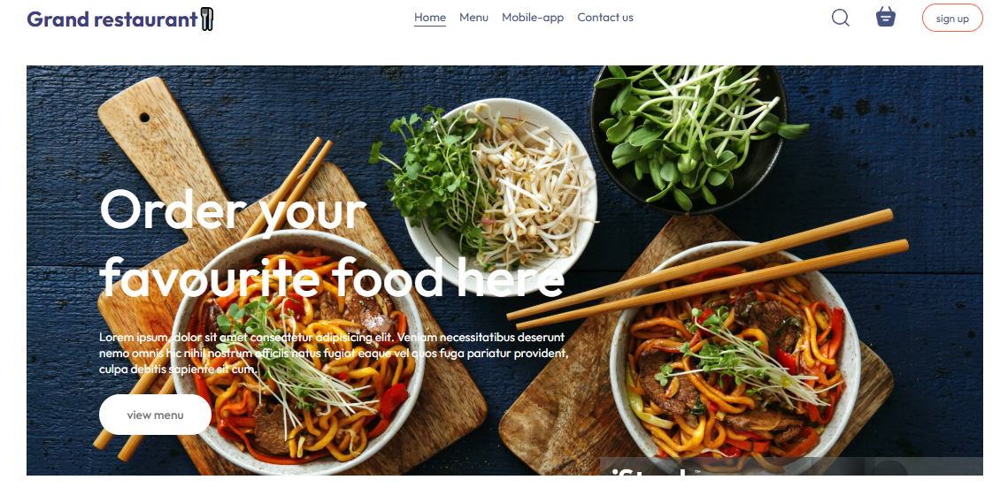 Grand restaurant
Home Menu Mobile-app Contact us
sign up
Order your
favourite food here
Lorem ipsum, dolor sit amet consectetur adipisicing elit. Veniam necessitatibus deserunt
nemo omnis hic nihil nostrum officiis natus fugiat eaque vel quos fuga pariatur provident,
culpa debitis sapiente sit cum.
view menu
iStock™